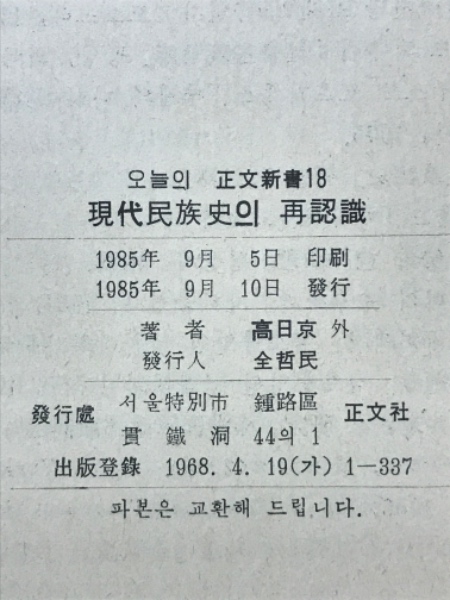 오늘의 正文新書18
現代民族史의 再認識
1985年 9月 5日 印刷
1985年 9月 10日 發行
著者 高日京 外
發行人 全哲民
發行處 서울特別市 鍾路區 正文社
貫鐵洞 44의 1
出版登錄 1968. 4. 19(가) 1—337
파본은 교환해 드립니다.